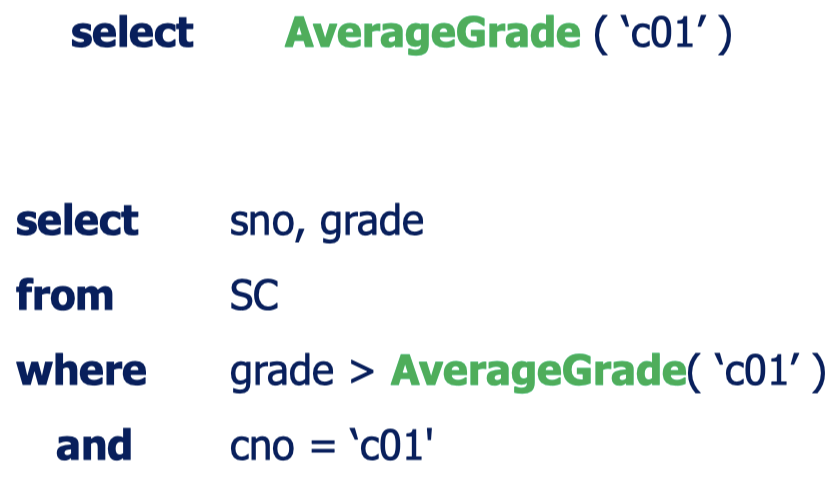 select AverageGrade ( ‘c01’ )
select sno, grade
from SC
where grade > AverageGrade( ‘c01’ )
and cno = ‘c01'